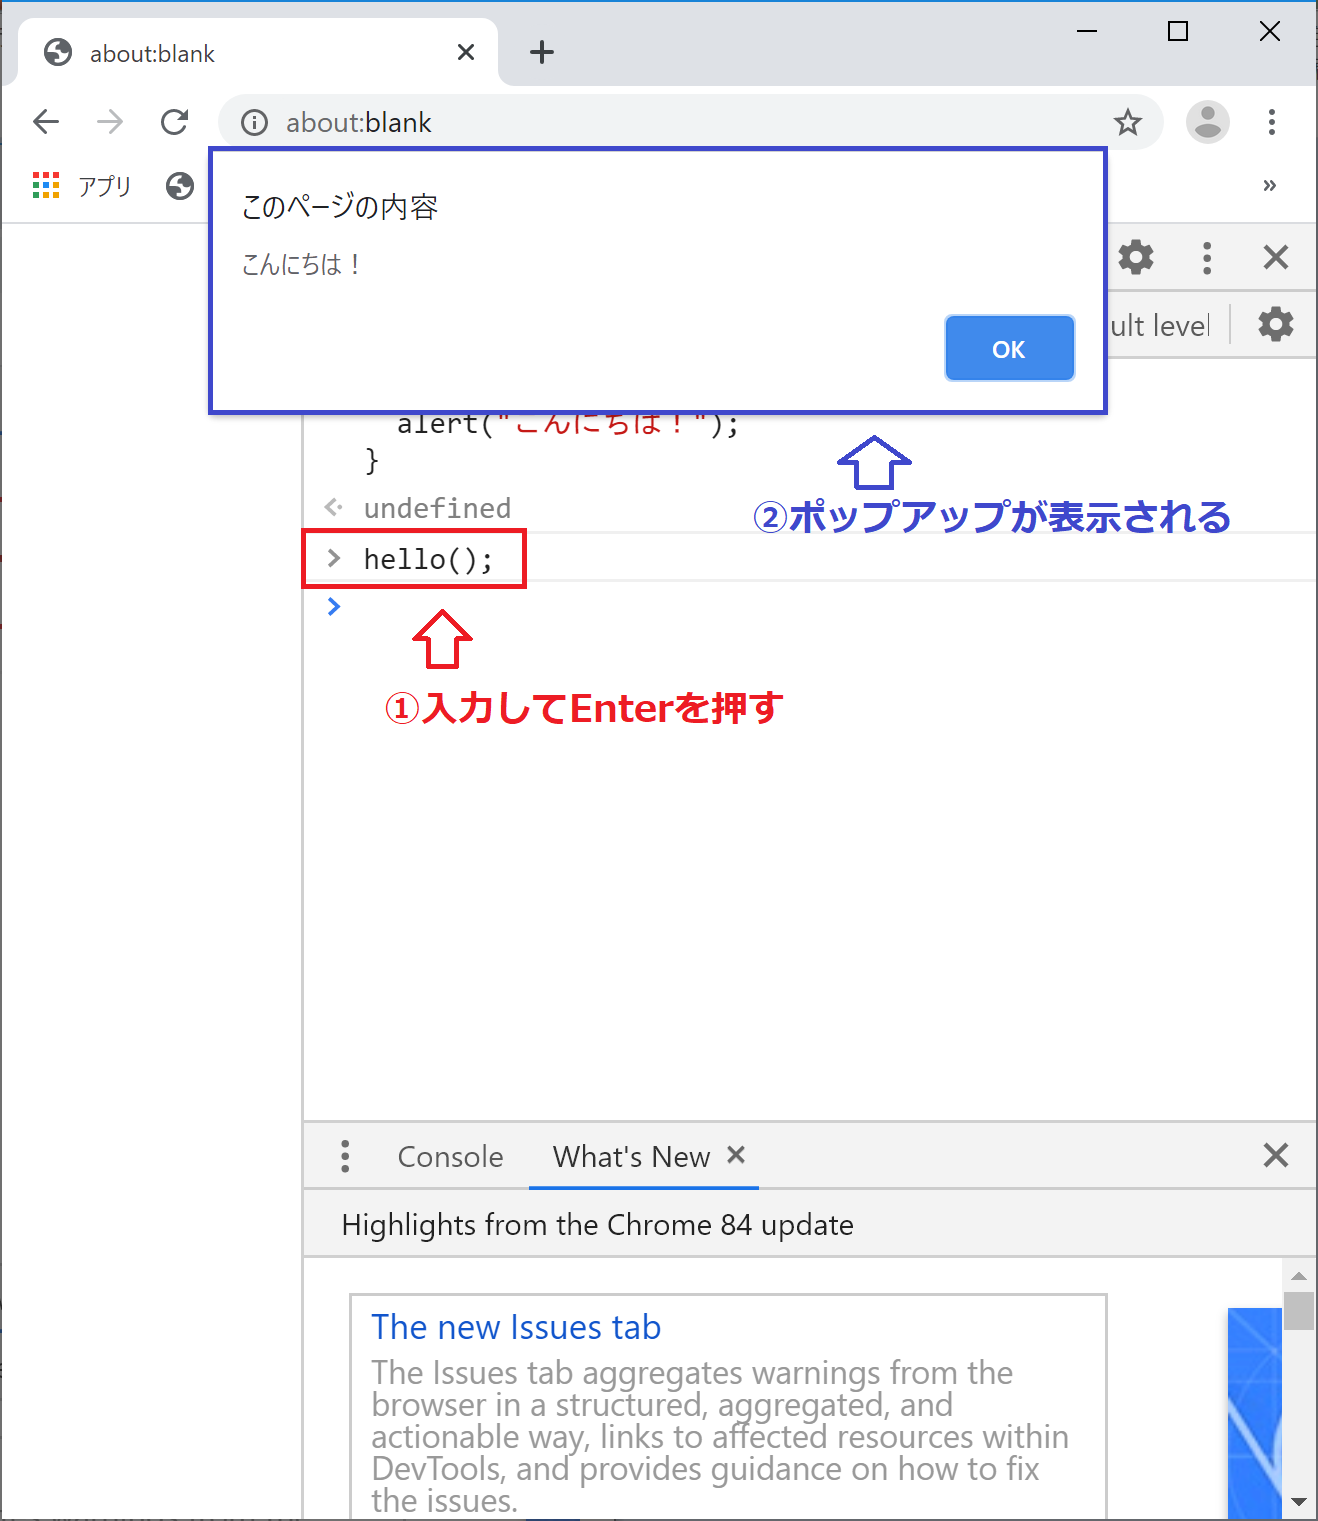 about:blank
about:blank
アプリ
»
このページの内容
こんにちは！
OK
ult level
alert("こんにちは！");
}
undefined
②ポップアップが表示される
> hello();
>
①入力してEnterを押す
Console
What's New
Highlights from the Chrome 84 update
The new Issues tab
The Issues tab aggregates warnings from the
browser in a structured, aggregated, and
actionable way, links to affected resources within
DevTools, and provides guidance on how to fix
the issues.